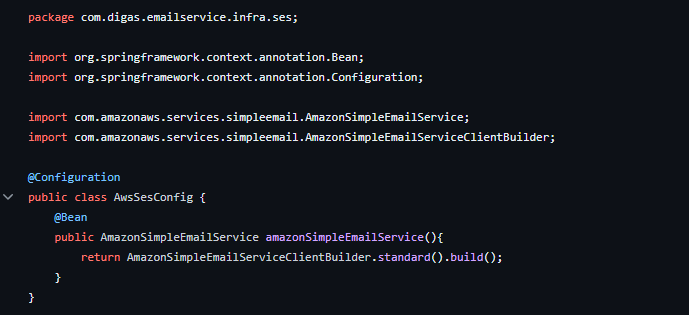 package com.digas.emailservice.infra.ses;
import org.springframework.context.annotation.Bean;
import org.springframework.context.annotation.Configuration;
import com.amazonaws.services.simpleemail.AmazonSimpleEmailService;
import com.amazonaws.services.simpleemail.AmazonSimpleEmailServiceClientBuilder;
@Configuration
public class AwsSesConfig {
    @Bean
    public AmazonSimpleEmailService amazonSimpleEmailService(){
        return AmazonSimpleEmailServiceClientBuilder.standard().build();
    }
}